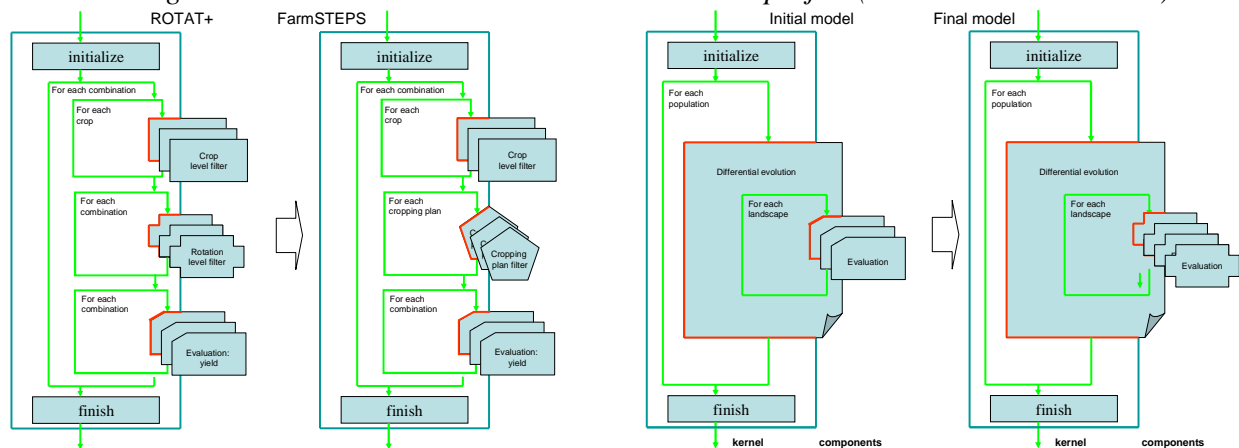 ROTAT+
FarmSTEPS
Initial model
Final model
initialize
For each combination
For each
crop
Crop
level filter
For each
combination
Rotation
level filter
For each
combination
Evaluation:
yield
finish
initialize
For each combination
For each
crop
Crop
level filter
For each
cropping plan
Cropping
plan filter
For each
combination
Evaluation:
yield
finish
initialize
For each
population
Differential evolution
For each
landscape
Evaluation
finish
kernel
components
initialize
For each
population
Differential evolution
For each
landscape
Evaluation
finish
kernel
components